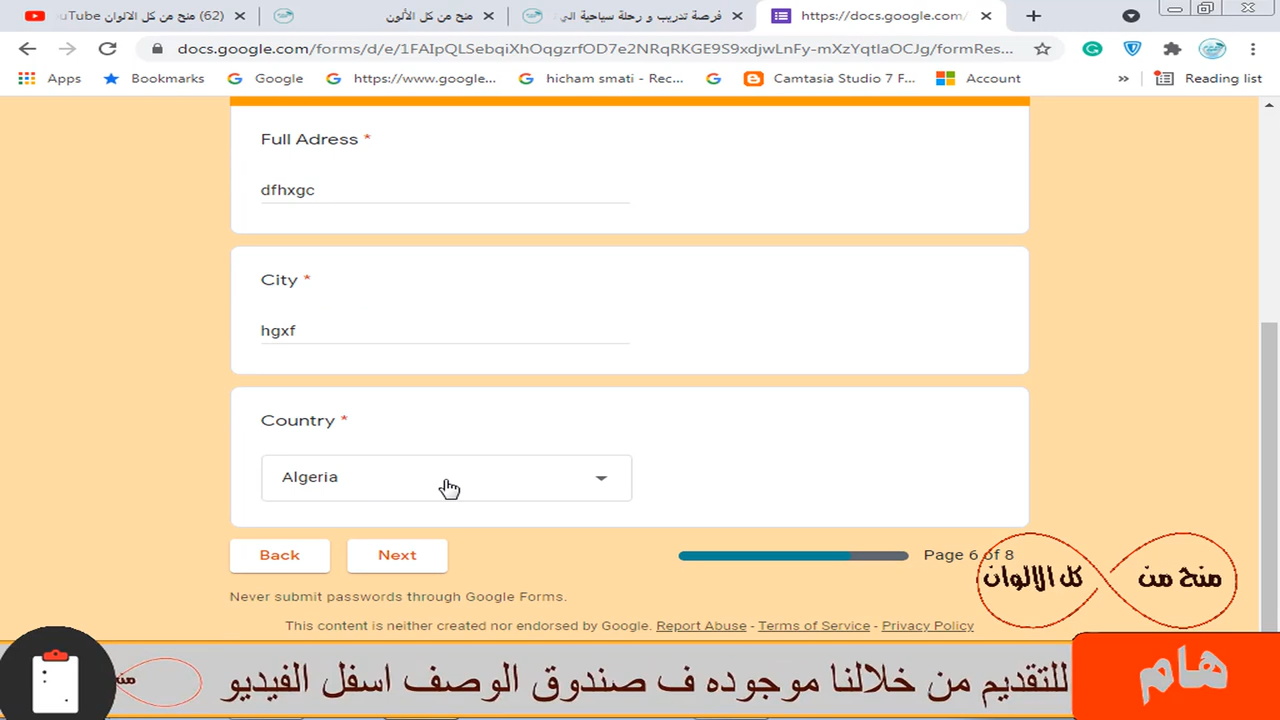 (62) منح من كل الالوان - YouTube
منح من كل الألون
فرصة تدريب و رحلة سياحية الى
https://docs.google.com/
docs.google.com/forms/d/e/1FAIpQLSebqiXhOqgzrfOD7e2NRqRKGE9S9xdjwLnFy-mXzYqtIaOCJg/formRes...
Apps
Bookmarks
Google
https://www.google...
hicham smati - Rec...
Camtasia Studio 7 F...
Account
»
Reading list
Full Adress *
dfhxgc
City *
hgxf
Country *
Algeria
Back
Next
Page 6 of 8
منح من كل الالوان
Never submit passwords through Google Forms.
This content is neither created nor endorsed by Google. Report Abuse - Terms of Service - Privacy Policy
هام
للتقديم من خلالنا موجوده ف صندوق الوصف اسفل الفيديو